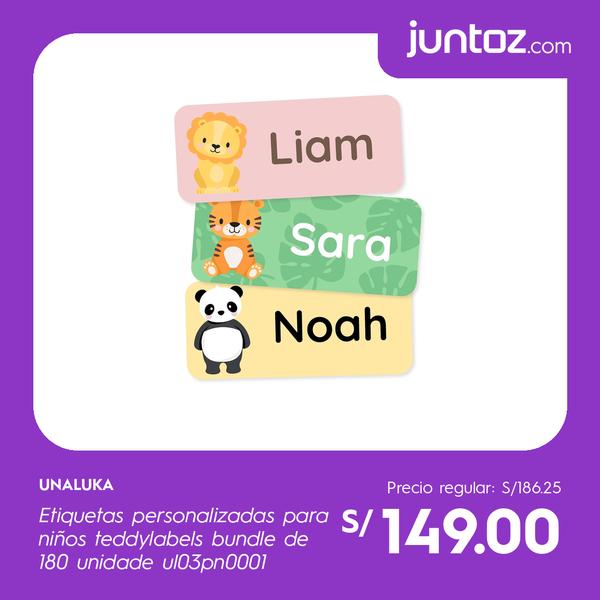 juntoz.com
Liam
Sara
Noah
UNALUKA
Etiquetas personalizadas para
niños teddylabels bundle de
180 unidade ul03pn0001
Precio regular: S/186.25
S/149.00